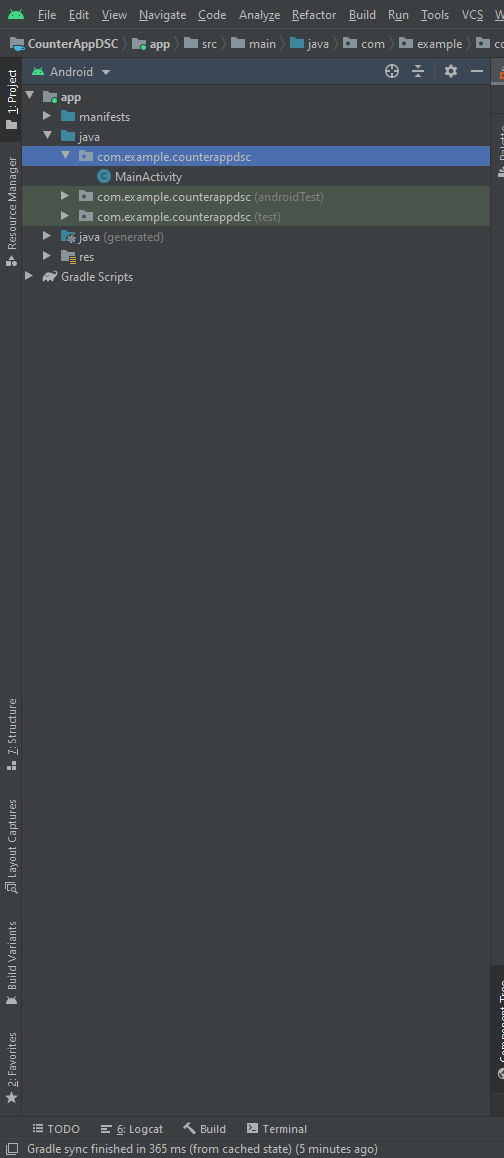 File Edit View Navigate Code Analyze Refactor Build Run Tools VCS
CounterAppDSC app src main java com example
Android
1: Project
app
manifests
java
com.example.counterappdsc
MainActivity
com.example.counterappdsc (androidTest)
com.example.counterappdsc (test)
java (generated)
res
Gradle Scripts
Resource Manager
Palette
7: Structure
Layout Captures
Build Variants
2: Favorites
Component Tree
TODO 6: Logcat Build Terminal
Gradle sync finished in 365 ms (from cached state) (5 minutes ago)